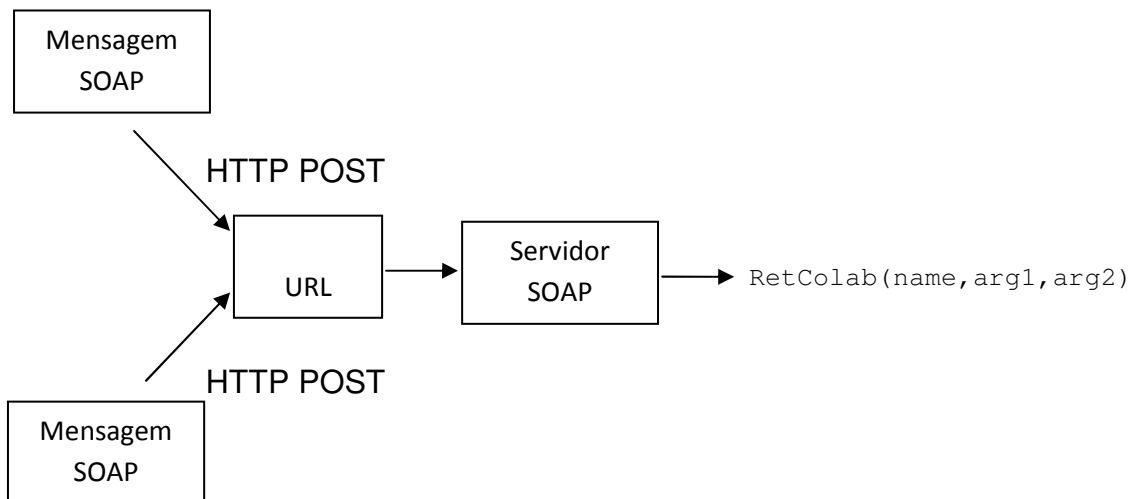 Mensagem
SOAP
HTTP POST
URL
Servidor
SOAP
RetColab(name,arg1,arg2)
HTTP POST
Mensagem
SOAP